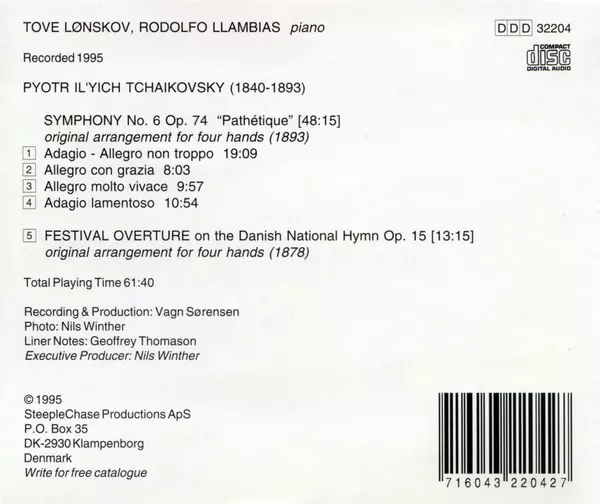 TOVE LØNSKOV, RODOLFO LLAMBIAS piano
DDD 32204
COMPACT
disc
DIGITAL AUDIO
Recorded 1995
PYOTR IL'YICH TCHAIKOVSKY (1840-1893)
SYMPHONY No. 6 Op. 74 “Pathétique” [48:15]
original arrangement for four hands (1893)
1 Adagio - Allegro non troppo 19:09
2 Allegro con grazia 8:03
3 Allegro molto vivace 9:57
4 Adagio lamentoso 10:54
5 FESTIVAL OVERTURE on the Danish National Hymn Op. 15 [13:15]
original arrangement for four hands (1878)
Total Playing Time 61:40
Recording & Production: Vagn Sørensen
Photo: Nils Winther
Liner Notes: Geoffrey Thomason
Executive Producer: Nils Winther
© 1995
SteepleChase Productions ApS
P.O. Box 35
DK-2930 Klampenborg
Denmark
Write for free catalogue
716043 220427